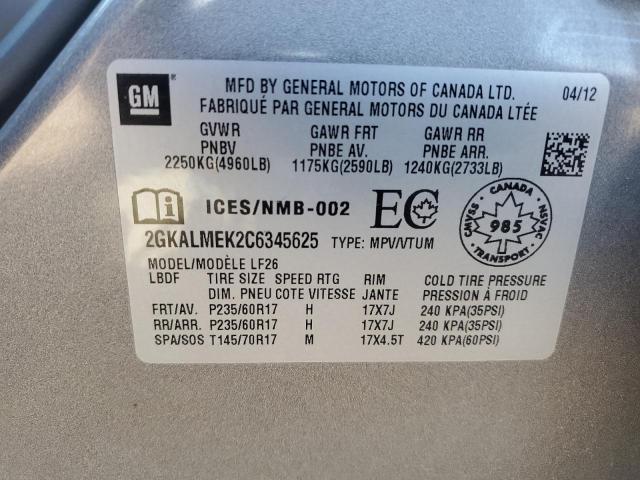 GM
MFD BY GENERAL MOTORS OF CANADA LTD. 04/12
FABRIQUÉ PAR GENERAL MOTORS DU CANADA LTÉE
GVWR GAWR FRT GAWR RR
PNBV PNBE AV. PNBE ARR.
2250KG(4960LB) 1175KG(2590LB) 1240KG(2733LB)
i ICES/NMB-002 EC
CANADA
CMVSS 985 NSVAC
TRANSPORT
2GKALMEK2C6345625 TYPE: MPV/VTUM
MODEL/MODÈLE LF26
LBDF TIRE SIZE SPEED RTG RIM COLD TIRE PRESSURE
DIM. PNEU COTE VITESSE JANTE PRESSION À FROID
FRT/AV. P235/60R17 H 17X7J 240 KPA(35PSI)
RR/ARR. P235/60R17 H 17X7J 240 KPA(35PSI)
SPA/SOS T145/70R17 M 17X4.5T 420 KPA(60PSI)